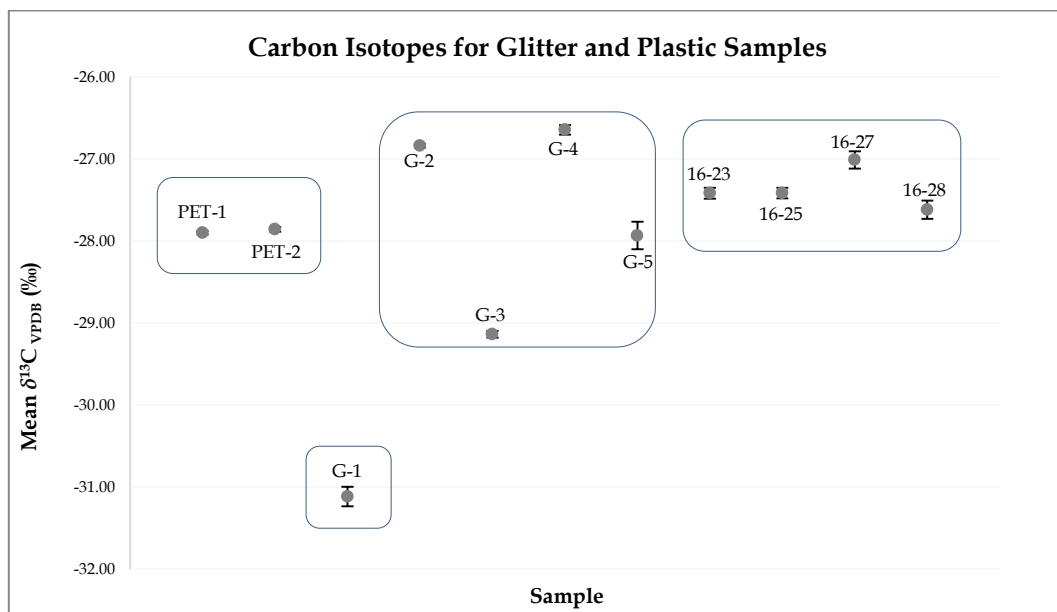 Carbon Isotopes for Glitter and Plastic Samples
-26.00
-27.00
-28.00
-29.00
-30.00
-31.00
-32.00
Mean δ¹³C VPDB (‰)
PET-1
PET-2
G-1
G-2
G-3
G-4
G-5
16-23
16-25
16-27
16-28
Sample